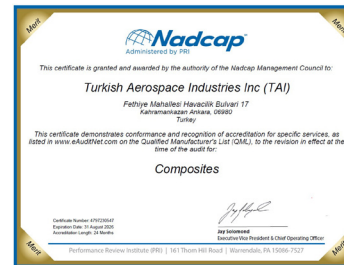 Merit
Merit
Nadcap
Administered by PRI
This certificate is granted and awarded by the authority of the Nadcap Management Council to:
Turkish Aerospace Industries Inc (TAI)
Fethiye Mahallesi Havacilik Bulvari 17
Kahramankazan Ankara, 06980
Turkey
This certificate demonstrates conformance and recognition of accreditation for specific services, as
listed in www.eAuditNet.com on the Qualified Manufacturer's List (QML), to the revision in effect at the
time of the audit for:
Composites
Expiration Date: 31 August 2026
Accreditation Length: 24 Months
Jay Solomond
Executive Vice President & Chief Operating Officer
Merit
Merit
Performance Review Institute (PRI) | 161 Thorn Hill Road | Warrendale, PA 15086-7527